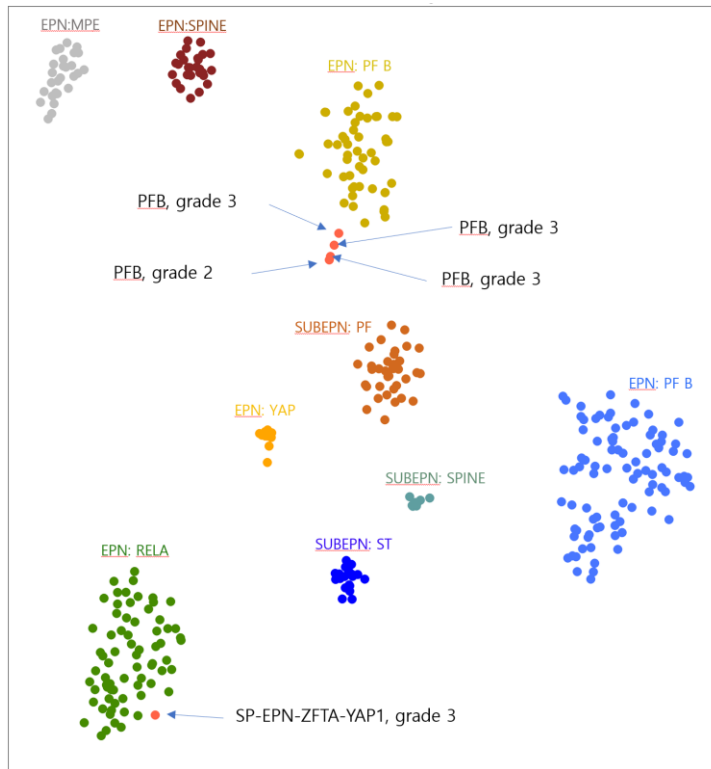 EPN:MPE
EPN:SPINE
EPN: PF B
PFB, grade 3
PFB, grade 3
PFB, grade 2
PFB, grade 3
SUBEPN: PF
EPN: PF B
EPN: YAP
SUBEPN: SPINE
EPN: RELA
SUBEPN: ST
SP-EPN-ZFTA-YAP1, grade 3